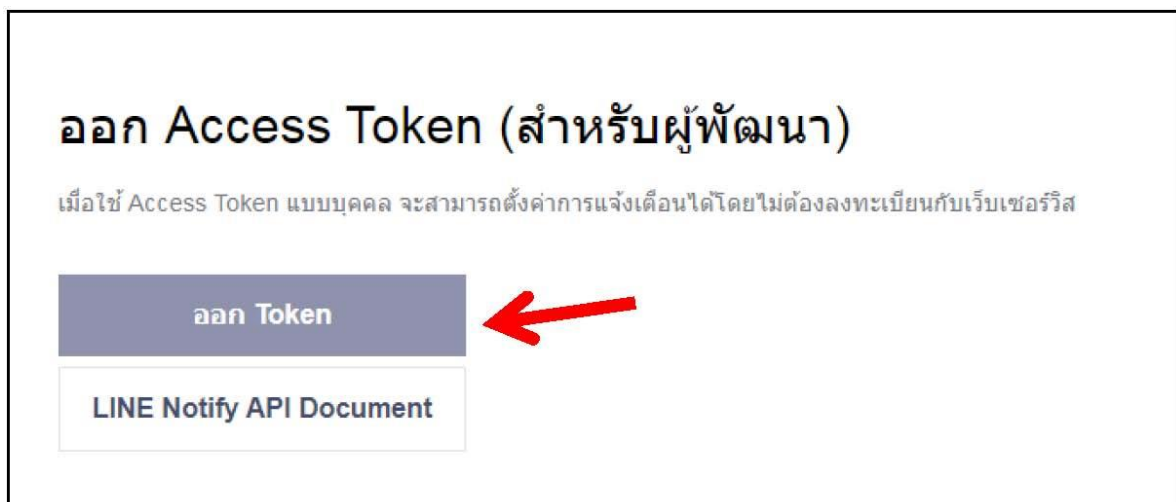 ออก Access Token (สำหรับผู้พัฒนา)
เมื่อใช้ Access Token แบบบุคคล จะสามารถตั้งค่าการแจ้งเตือนได้โดยไม่ต้องลงทะเบียนกับเว็บเซอร์วิส
ออก Token
LINE Notify API Document